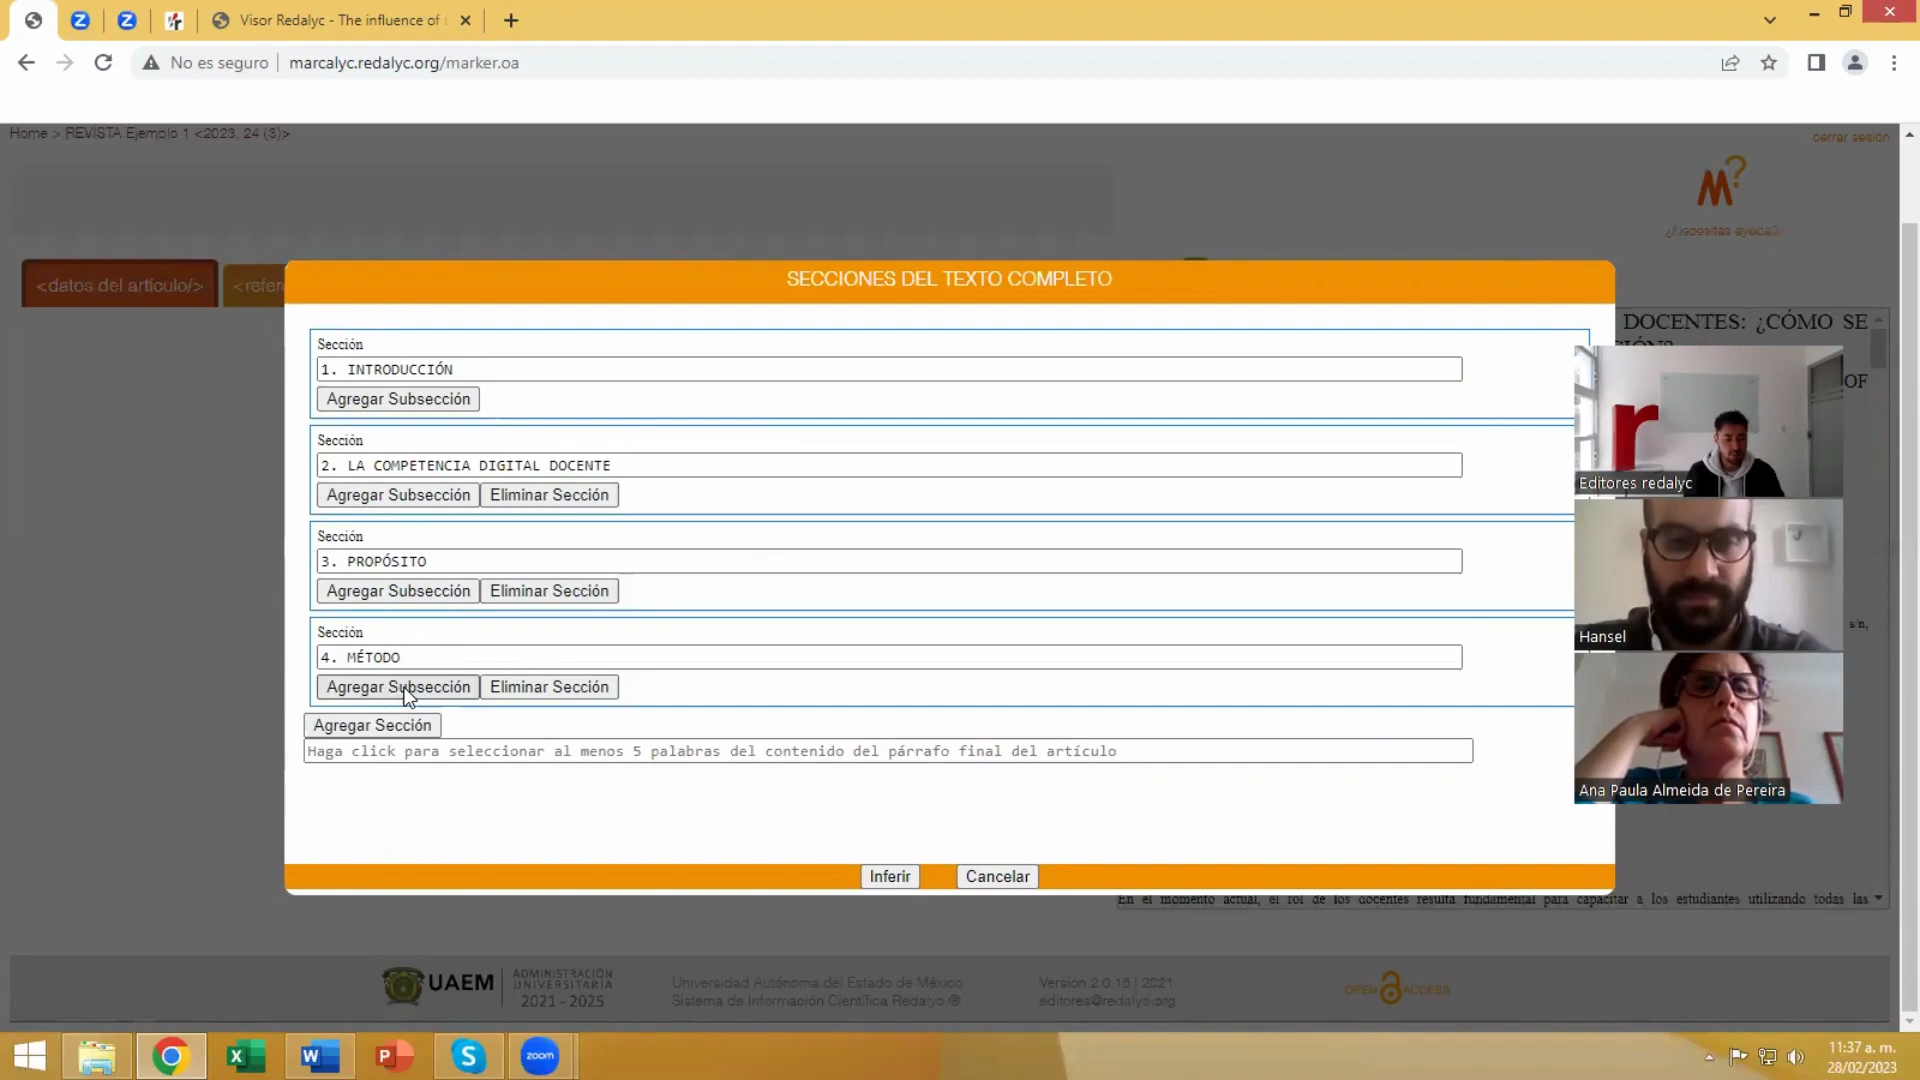 Visor Redalyc - The influence of
No es seguro
marcalyc.redalyc.org/marker.oa
Home > REVISTA Ejemplo 1 <2023, 24 (3)>
cerrar sesión
M?
¿Necesitas ayuda?
<datos del artículo/>
<refer
SECCIONES DEL TEXTO COMPLETO
DOCENTES: ¿CÓMO SE
OF
Sección
1. INTRODUCCIÓN
Agregar Subsección
Sección
2. LA COMPETENCIA DIGITAL DOCENTE
Agregar Subsección Eliminar Sección
Sección
3. PROPÓSITO
Agregar Subsección Eliminar Sección
Sección
4. MÉTODO
Agregar Subsección Eliminar Sección
Agregar Sección
Haga click para seleccionar al menos 5 palabras del contenido del párrafo final del artículo
Inferir
Cancelar
r
Editores redalyc
Hansel
s/n,
Ana Paula Almeida de Pereira
En el momento actual, el rol de los docentes resulta fundamental para capacitar a los estudiantes utilizando todas las
UAEM
ADMINISTRACIÓN
UNIVERSITARIA
2021 - 2025
Universidad Autónoma del Estado de México
Sistema de Información Científica Redalyc ®
Versión 2.0.15 | 2021
editores@redalyc.org
OPEN ACCESS
zoom
11:37 a. m.
28/02/2023